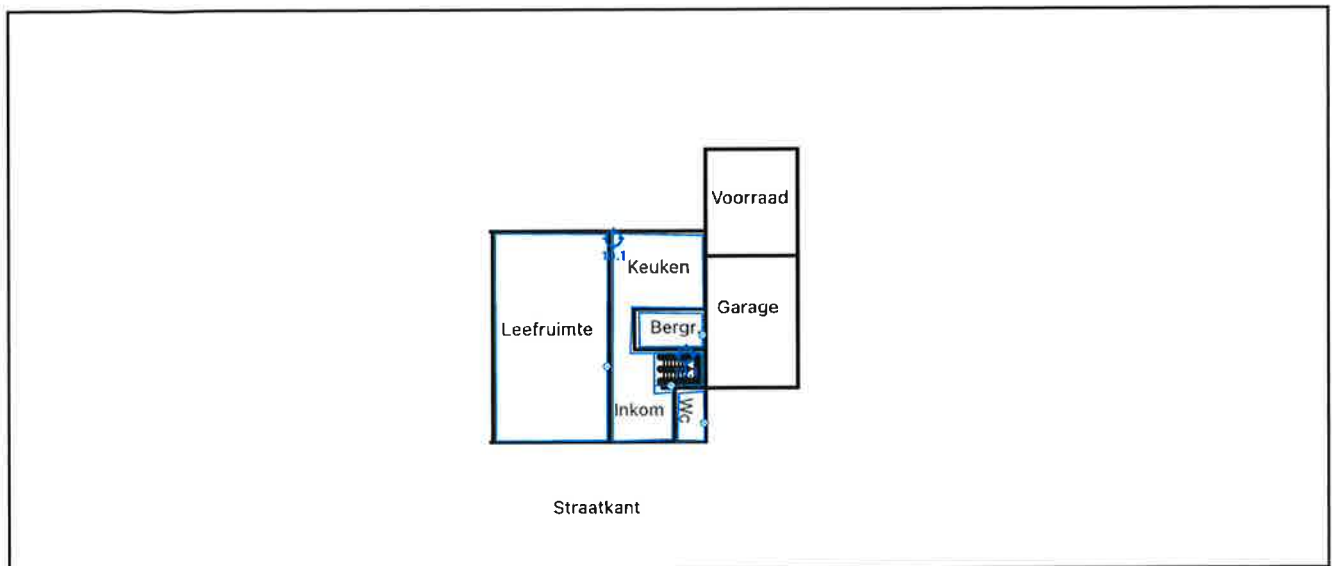 Voorraad
Keuken
Garage
Bergr.
Leefruimte
Inkom
Wc
Straatkant